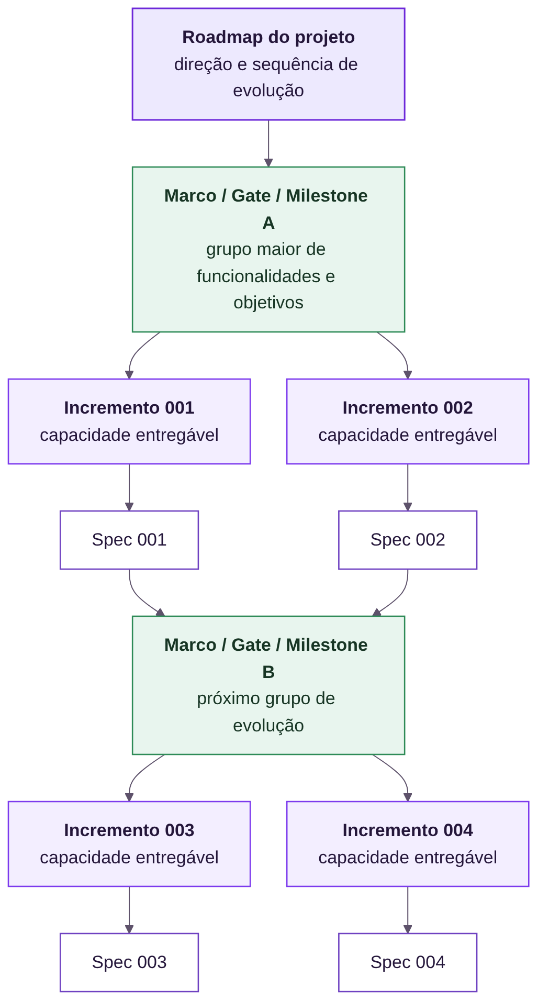 Roadmap do projeto
direção e sequência de
evolução
Marco / Gate / Milestone
A
grupo maior de
funcionalidades e
objetivos
Incremento 001
capacidade entregável
Incremento 002
capacidade entregável
Spec 001
Spec 002
Marco / Gate / Milestone
B
próximo grupo de
evolução
Incremento 003
capacidade entregável
Incremento 004
capacidade entregável
Spec 003
Spec 004